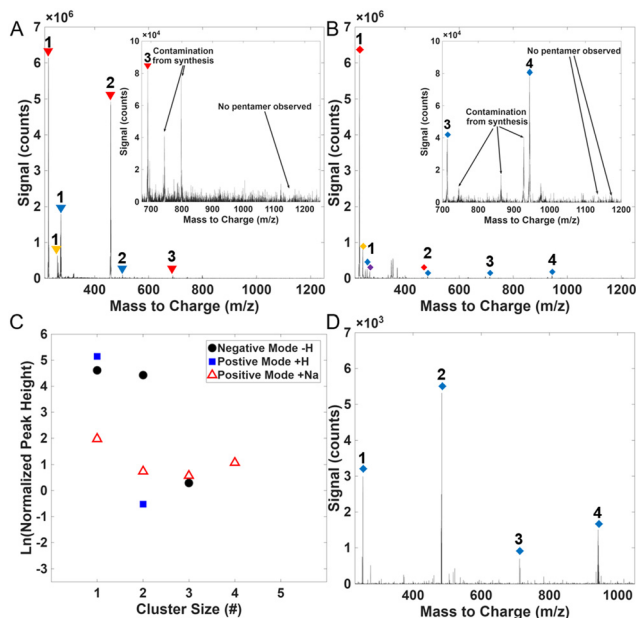 A
×10⁶
7
6
5
4
3
2
1
0
Signal (counts)
400 600 800 1000 1200
Mass to Charge (m/z)
1
1
1
2
2
3
×10⁴
10
8
6
4
2
0
Signal (counts)
700 800 900 1000 1100 1200
Mass to Charge (m/z)
3
Contamination
from synthesis
No pentamer observed
B
×10⁶
7
6
5
4
3
2
1
0
Signal (counts)
400 600 800 1000 1200
Mass to Charge (m/z)
1
1
2
3
4
×10⁴
10
8
6
4
2
0
Signal (counts)
700 800 900 1000 1100 1200
Mass to Charge (m/z)
3
4
Contamination
from synthesis
No pentamer observed
C
6
5
4
3
2
1
0
-1
-2
-3
Ln(Normalized Peak Height)
1 2 3 4 5
Cluster Size (#)
Negative Mode -H
Postive Mode +H
Positive Mode +Na
D
×10³
7
6
5
4
3
2
1
0
Signal (counts)
400 600 800 1000
Mass to Charge (m/z)
1
2
3
4